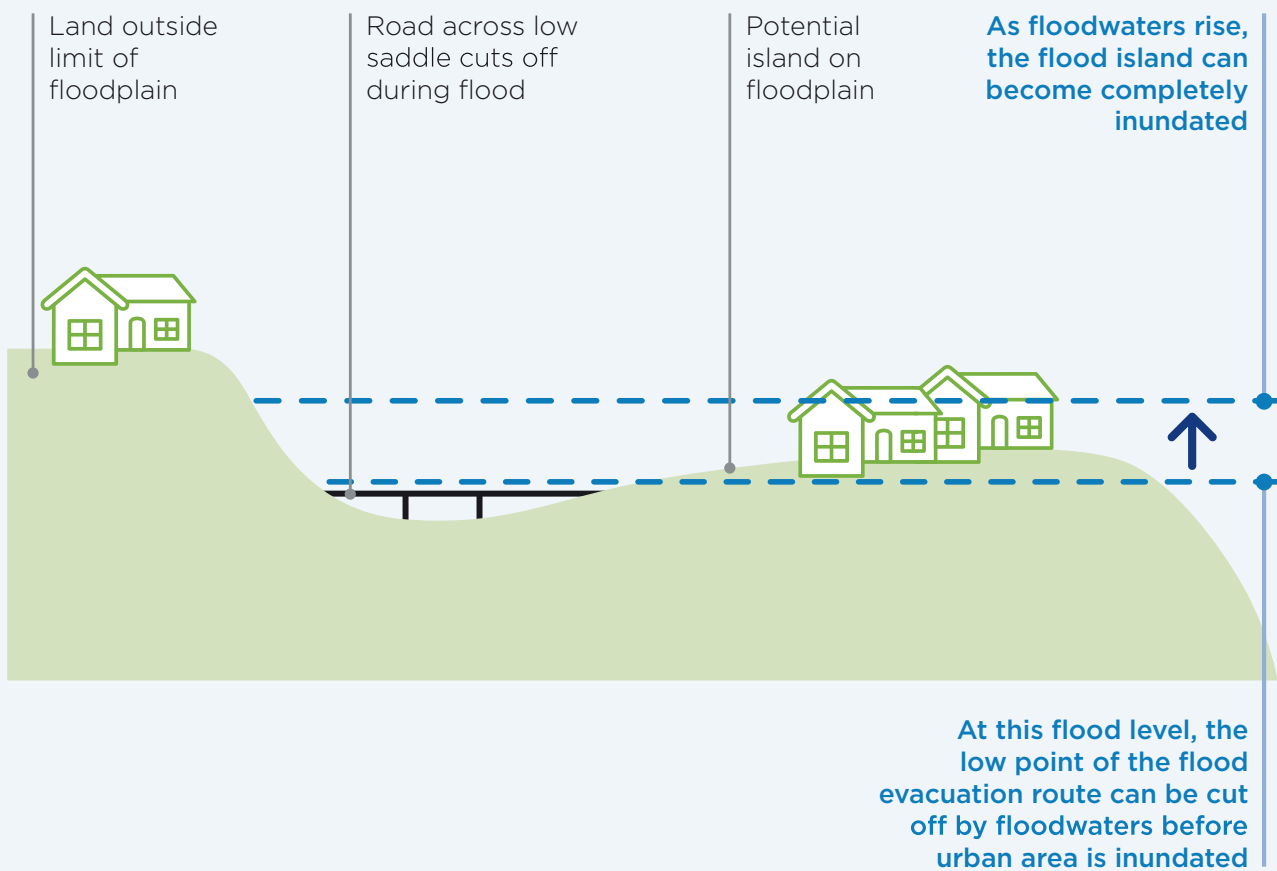 Land outside
limit of
floodplain
Road across low
saddle cuts off
during flood
Potential
island on
floodplain
As floodwaters rise,
the flood island can
become completely
inundated
At this flood level, the
low point of the flood
evacuation route can be cut
off by floodwaters before
urban area is inundated